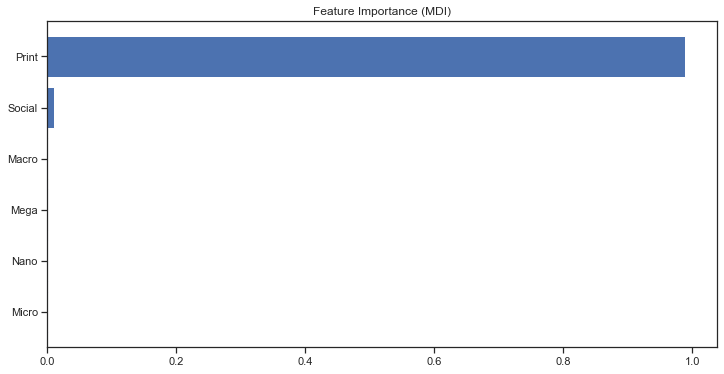 Feature Importance (MDI)
Print
Social
Macro
Mega
Nano
Micro
0.0 0.2 0.4 0.6 0.8 1.0